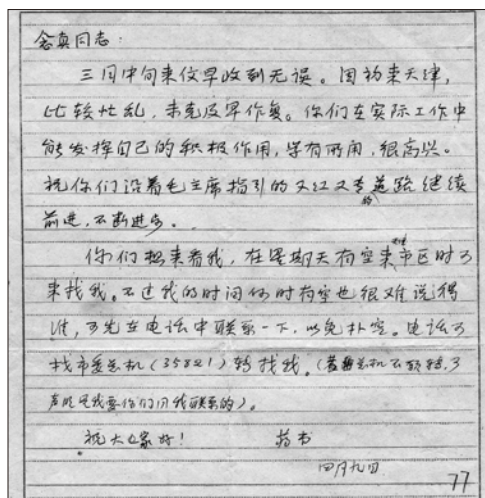 念真同志:
三月中旬来信早收到无误。因初来天津,
比较忙乱,未克及早作复。你们在实际工作中
能发挥自己的积极作用,学有所用,很高兴。
祝你们沿着毛主席指引的又红又专的道路继续
前进,不断进步。
你们想来看我,在星期天有空来市区时可
来找我。不过我的时间何时有空也很难说得
准,可先在电话中联系一下,以免扑空。电话可
找市委总机(35821)转找我。(若总机不愿转,可
声明是我要你们同我联系的)。
祝大家好!
四月九日
77